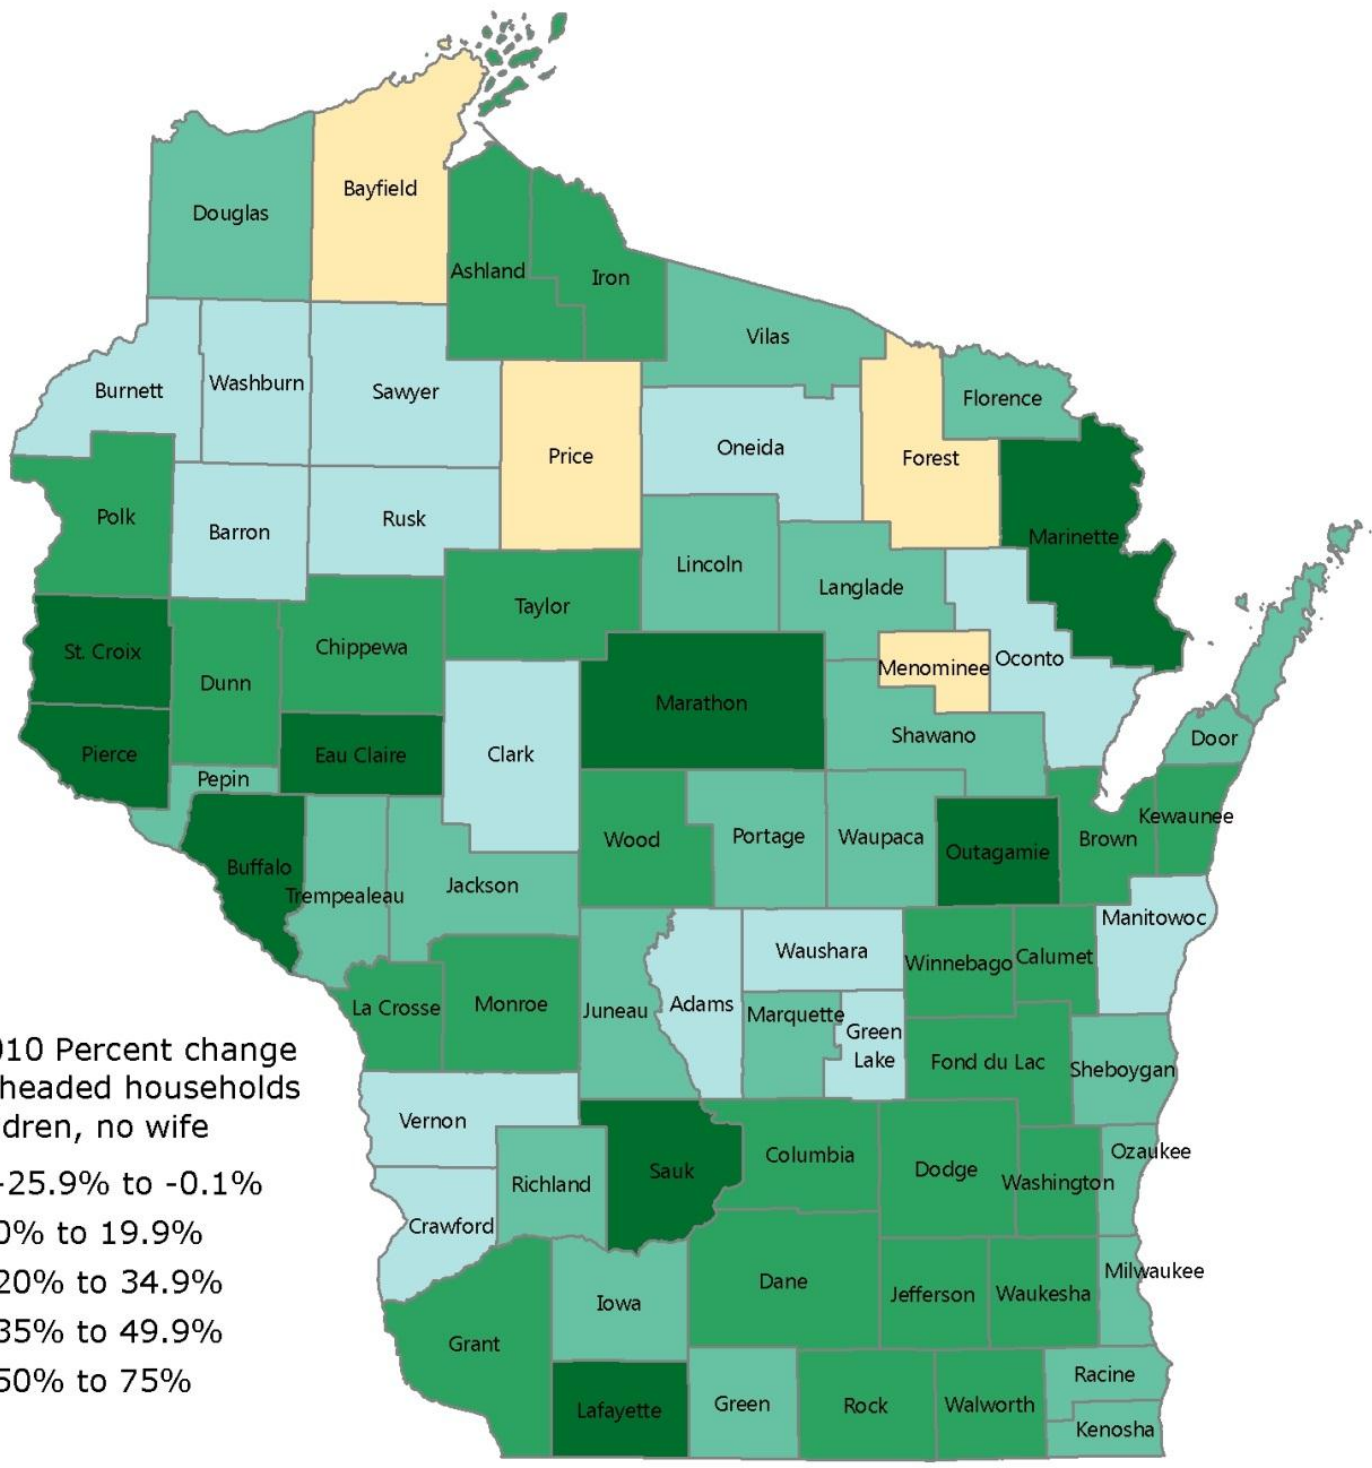 Bayfield
Douglas
Ashland
Iron
Vilas
Burnett
Washburn
Sawyer
Florence
Price
Oneida
Forest
Polk
Barron
Rusk
Marinette
Lincoln
Langlade
Taylor
St. Croix
Chippewa
Dunn
Menominee
Oconto
Marathon
Shawano
Door
Pierce
Eau Claire
Clark
Pepin
Kewaunee
Wood
Portage
Waupaca
Brown
Outagamie
Buffalo
Trempealeau
Jackson
Manitowoc
Waushara
Winnebago
Calumet
La Crosse
Monroe
Juneau
Adams
Marquette
Green
Lake
Fond du Lac
Sheboygan
Vernon
Columbia
Dodge
Ozaukee
Sauk
Richland
Washington
Crawford
Dane
Milwaukee
Jefferson
Waukesha
Iowa
Grant
Racine
Lafayette
Green
Rock
Walworth
Kenosha
010 Percent change
headed households
dren, no wife
-25.9% to -0.1%
0% to 19.9%
20% to 34.9%
35% to 49.9%
50% to 75%